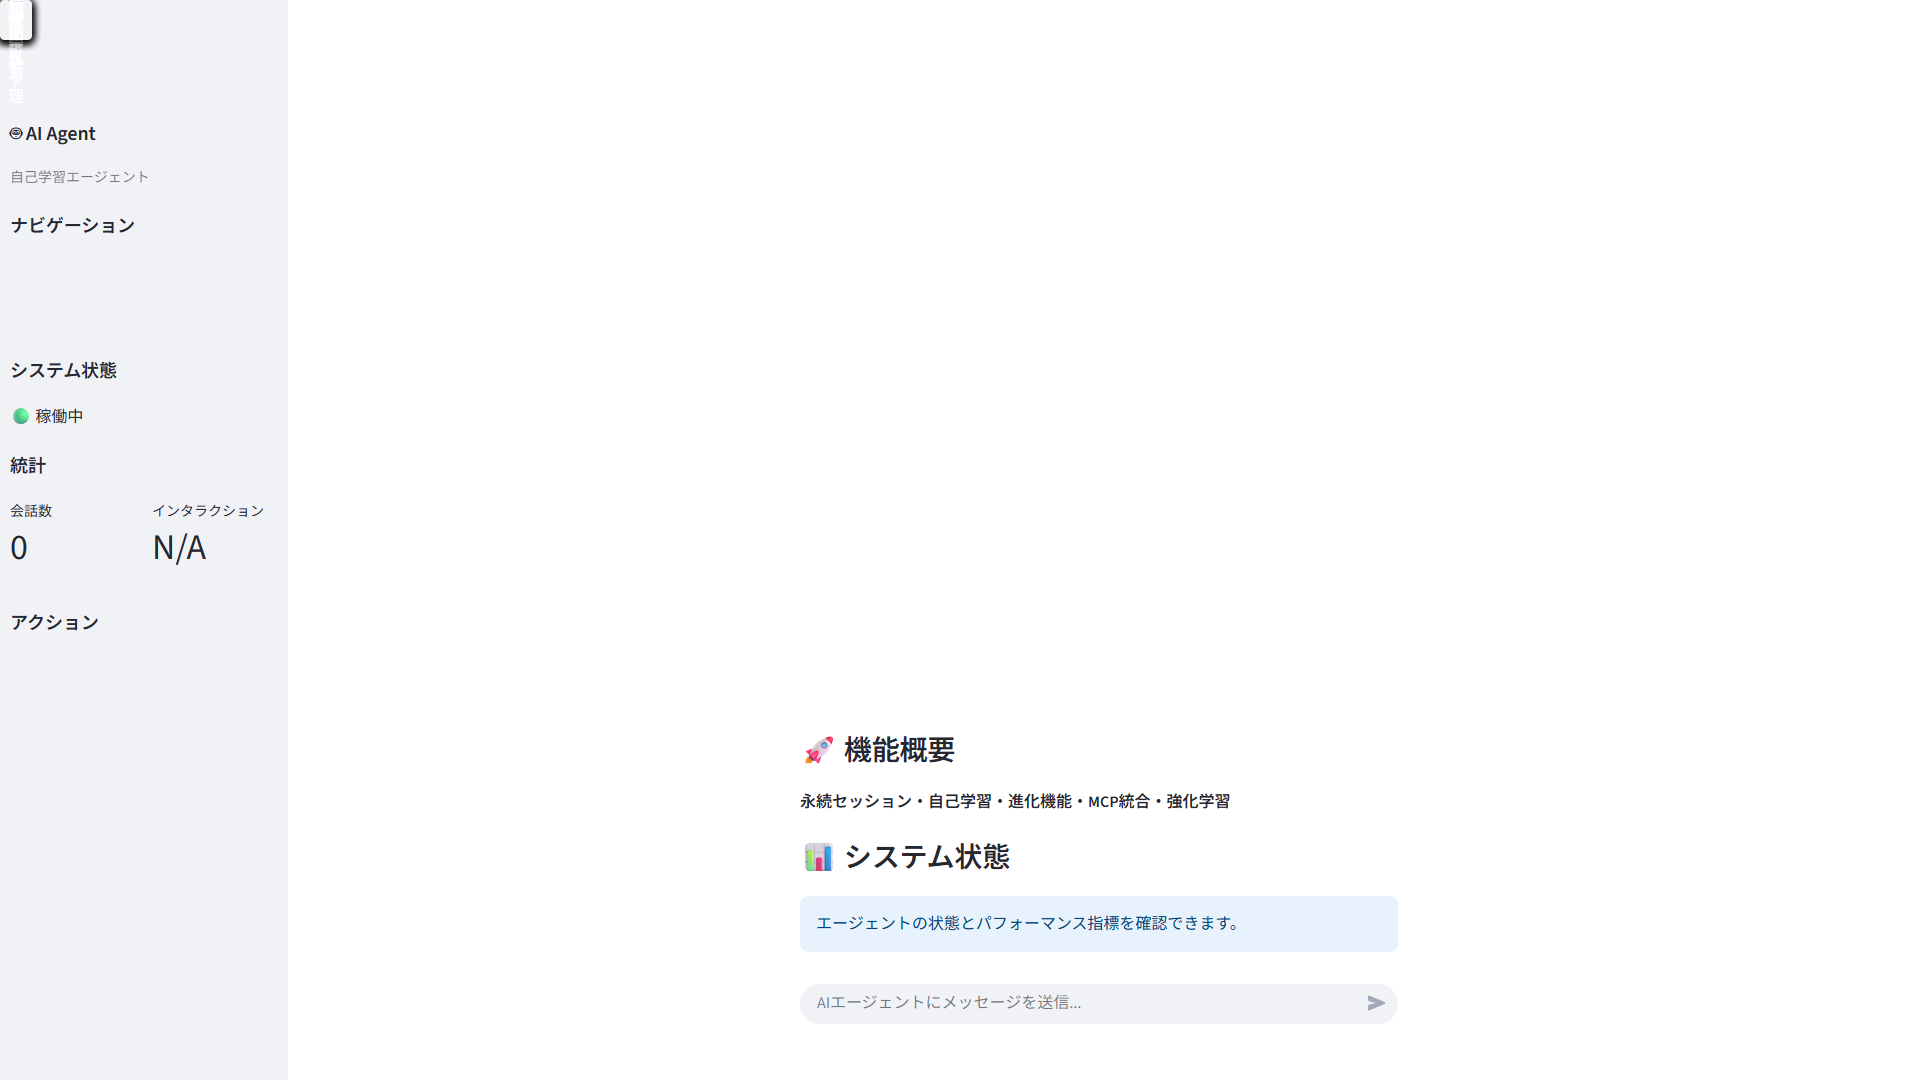 AI Agent
自己学習エージェント
ナビゲーション
システム状態
稼働中
統計
会話数
インタラクション
0
N/A
アクション
機能概要
永続セッション・自己学習・進化機能・MCP統合・強化学習
システム状態
エージェントの状態とパフォーマンス指標を確認できます。
AIエージェントにメッセージを送信...